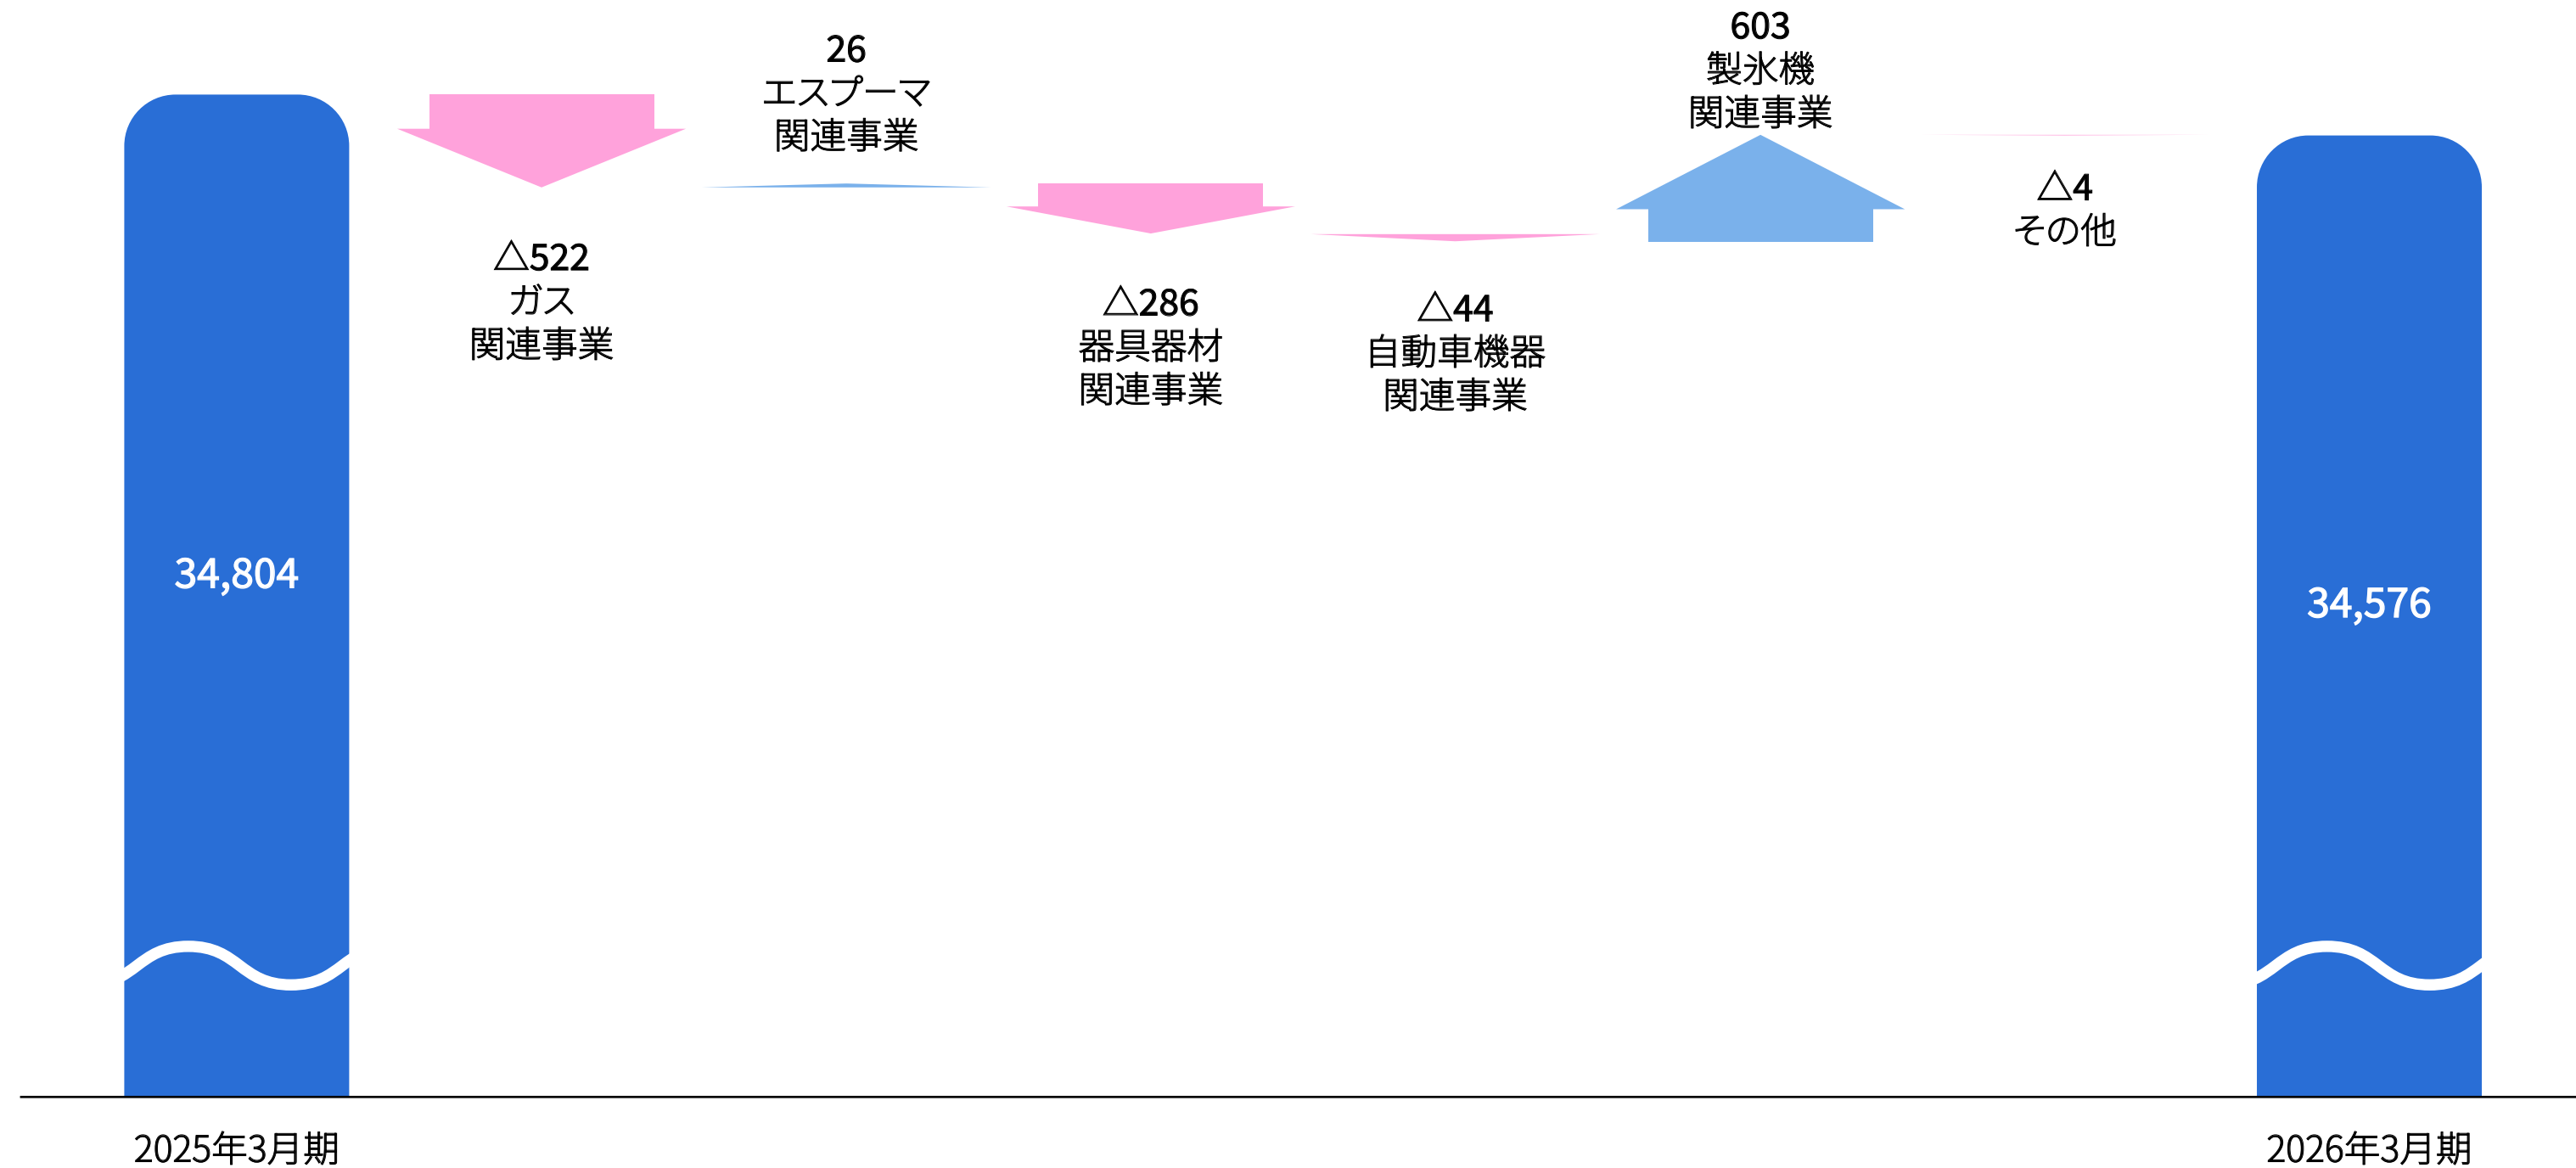 34,804
2025年3月期
△522
ガス
関連事業
26
エスプーマ
関連事業
△286
器具器材
関連事業
△44
自動車機器
関連事業
603
製氷機
関連事業
△4
その他
34,576
2026年3月期